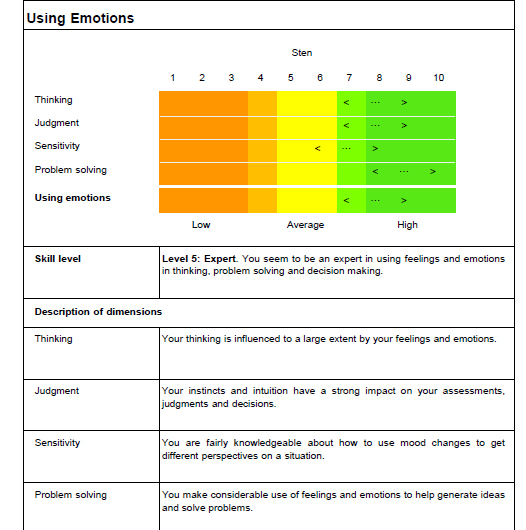 Using Emotions
Sten
1 2 3 4 5 6 7 8 9 10
Thinking < ... >
Judgment < ... >
Sensitivity < ... >
Problem solving < ... >
Using emotions < ... >
Low Average High
Skill level
Level 5: Expert. You seem to be an expert in using feelings and emotions
in thinking, problem solving and decision making.
Description of dimensions
Thinking
Your thinking is influenced to a large extent by your feelings and emotions.
Judgment
Your instincts and intuition have a strong impact on your assessments,
judgments and decisions.
Sensitivity
You are fairly knowledgeable about how to use mood changes to get
different perspectives on a situation.
Problem solving
You make considerable use of feelings and emotions to help generate ideas
and solve problems.